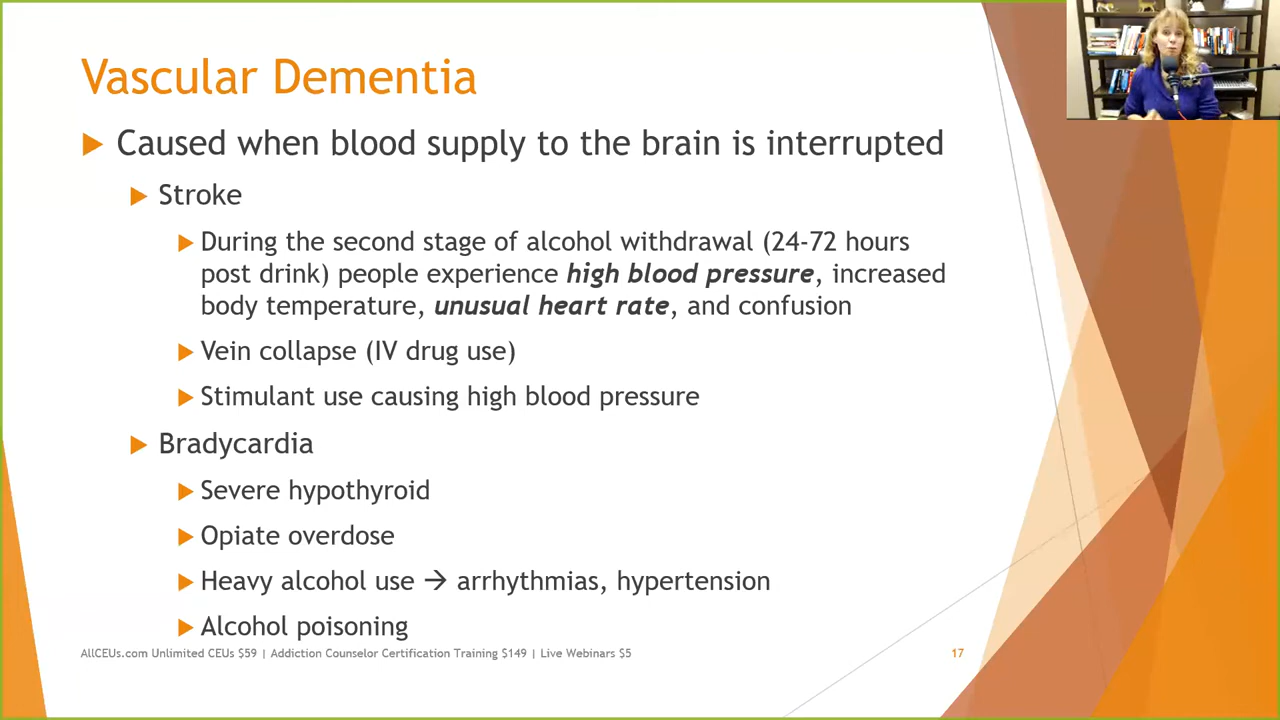 Vascular Dementia
Caused when blood supply to the brain is interrupted
Stroke
During the second stage of alcohol withdrawal (24-72 hours
post drink) people experience high blood pressure, increased
body temperature, unusual heart rate, and confusion
Vein collapse (IV drug use)
Stimulant use causing high blood pressure
Bradycardia
Severe hypothyroid
Opiate overdose
Heavy alcohol use → arrhythmias, hypertension
Alcohol poisoning
AllCEUs.com Unlimited CEUs $59 | Addiction Counselor Certification Training $149 | Live Webinars $5
17